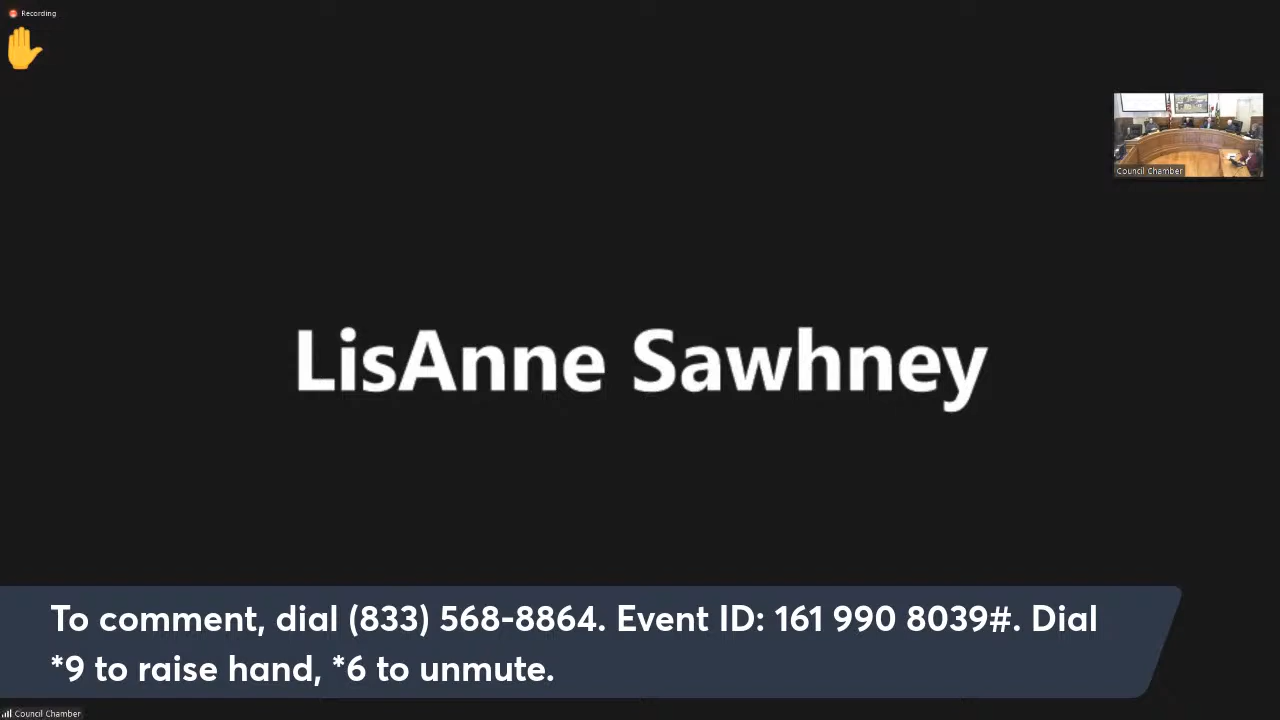 Recording
Council Chamber
LisAnne Sawhney
To comment, dial (833) 568-8864. Event ID: 161 990 8039#. Dial
*9 to raise hand, *6 to unmute.
Council Chamber